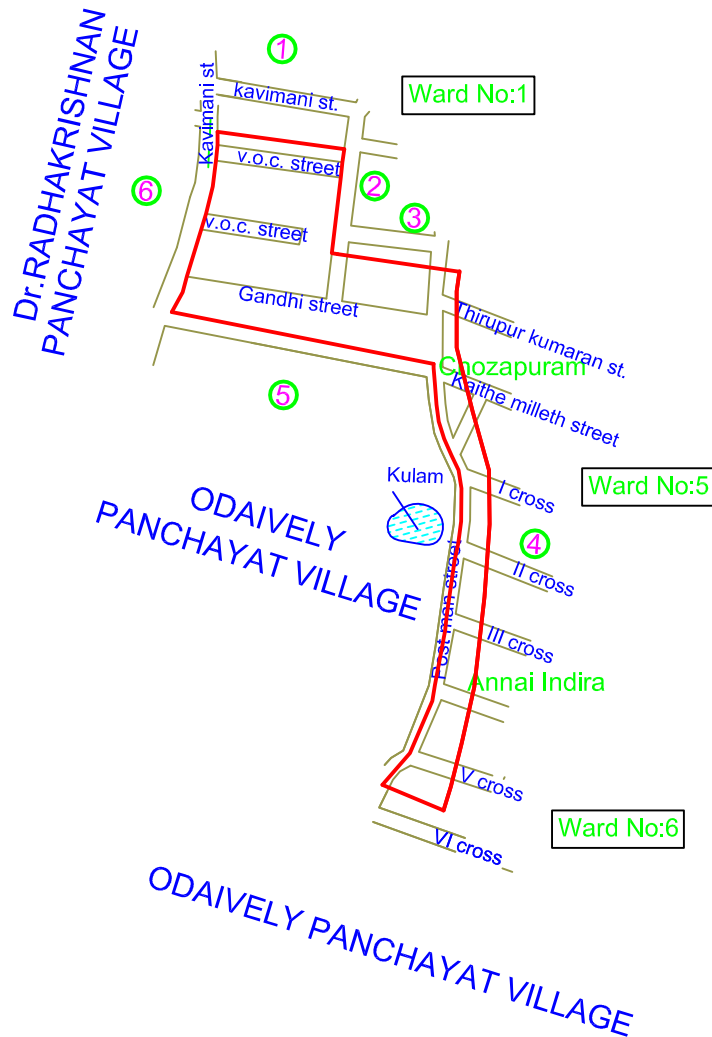 1
kavimani st.
Ward No:1
Kavimani st
Dr.RADHAKRISHNAN
PANCHAYAT VILLAGE
v.o.c. street
2
6
3
v.o.c. street
Gandhi street
Thirupur kumaran st.
Chozapuram
Kaithe milleth street
5
Kulam
I cross
Ward No:5
ODAIVELY
PANCHAYAT VILLAGE
4
II cross
Post man street
III cross
Annai Indira
V cross
Ward No:6
VI cross
ODAIVELY PANCHAYAT VILLAGE